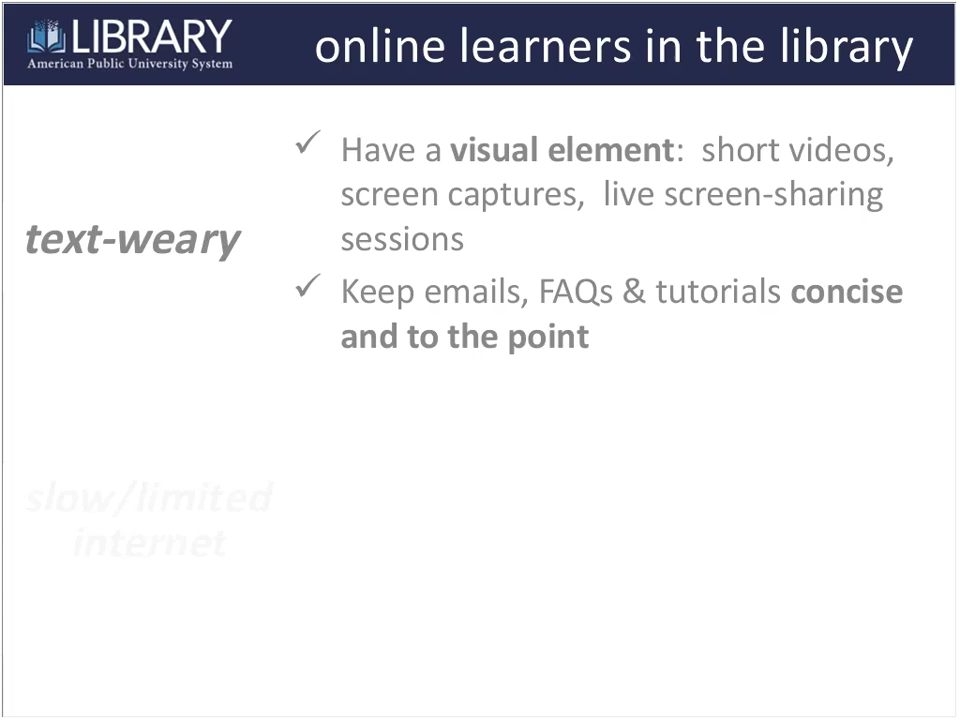 LIBRARY
American Public University System
online learners in the library
text-weary
✓ Have a visual element: short videos,
screen captures, live screen-sharing
sessions
✓ Keep emails, FAQs & tutorials concise
and to the point
slow/limited
internet